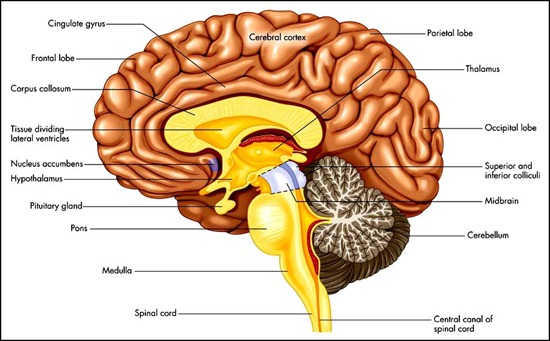 Cingulate gyrus
Cerebral cortex
Parietal lobe
Frontal lobe
Thalamus
Corpus callosum
Tissue dividing
lateral ventricles
Occipital lobe
Nucleus accumbens
Superior and
inferior colliculi
Hypothalamus
Pituitary gland
Midbrain
Pons
Cerebellum
Medulla
Spinal cord
Central canal of
spinal cord